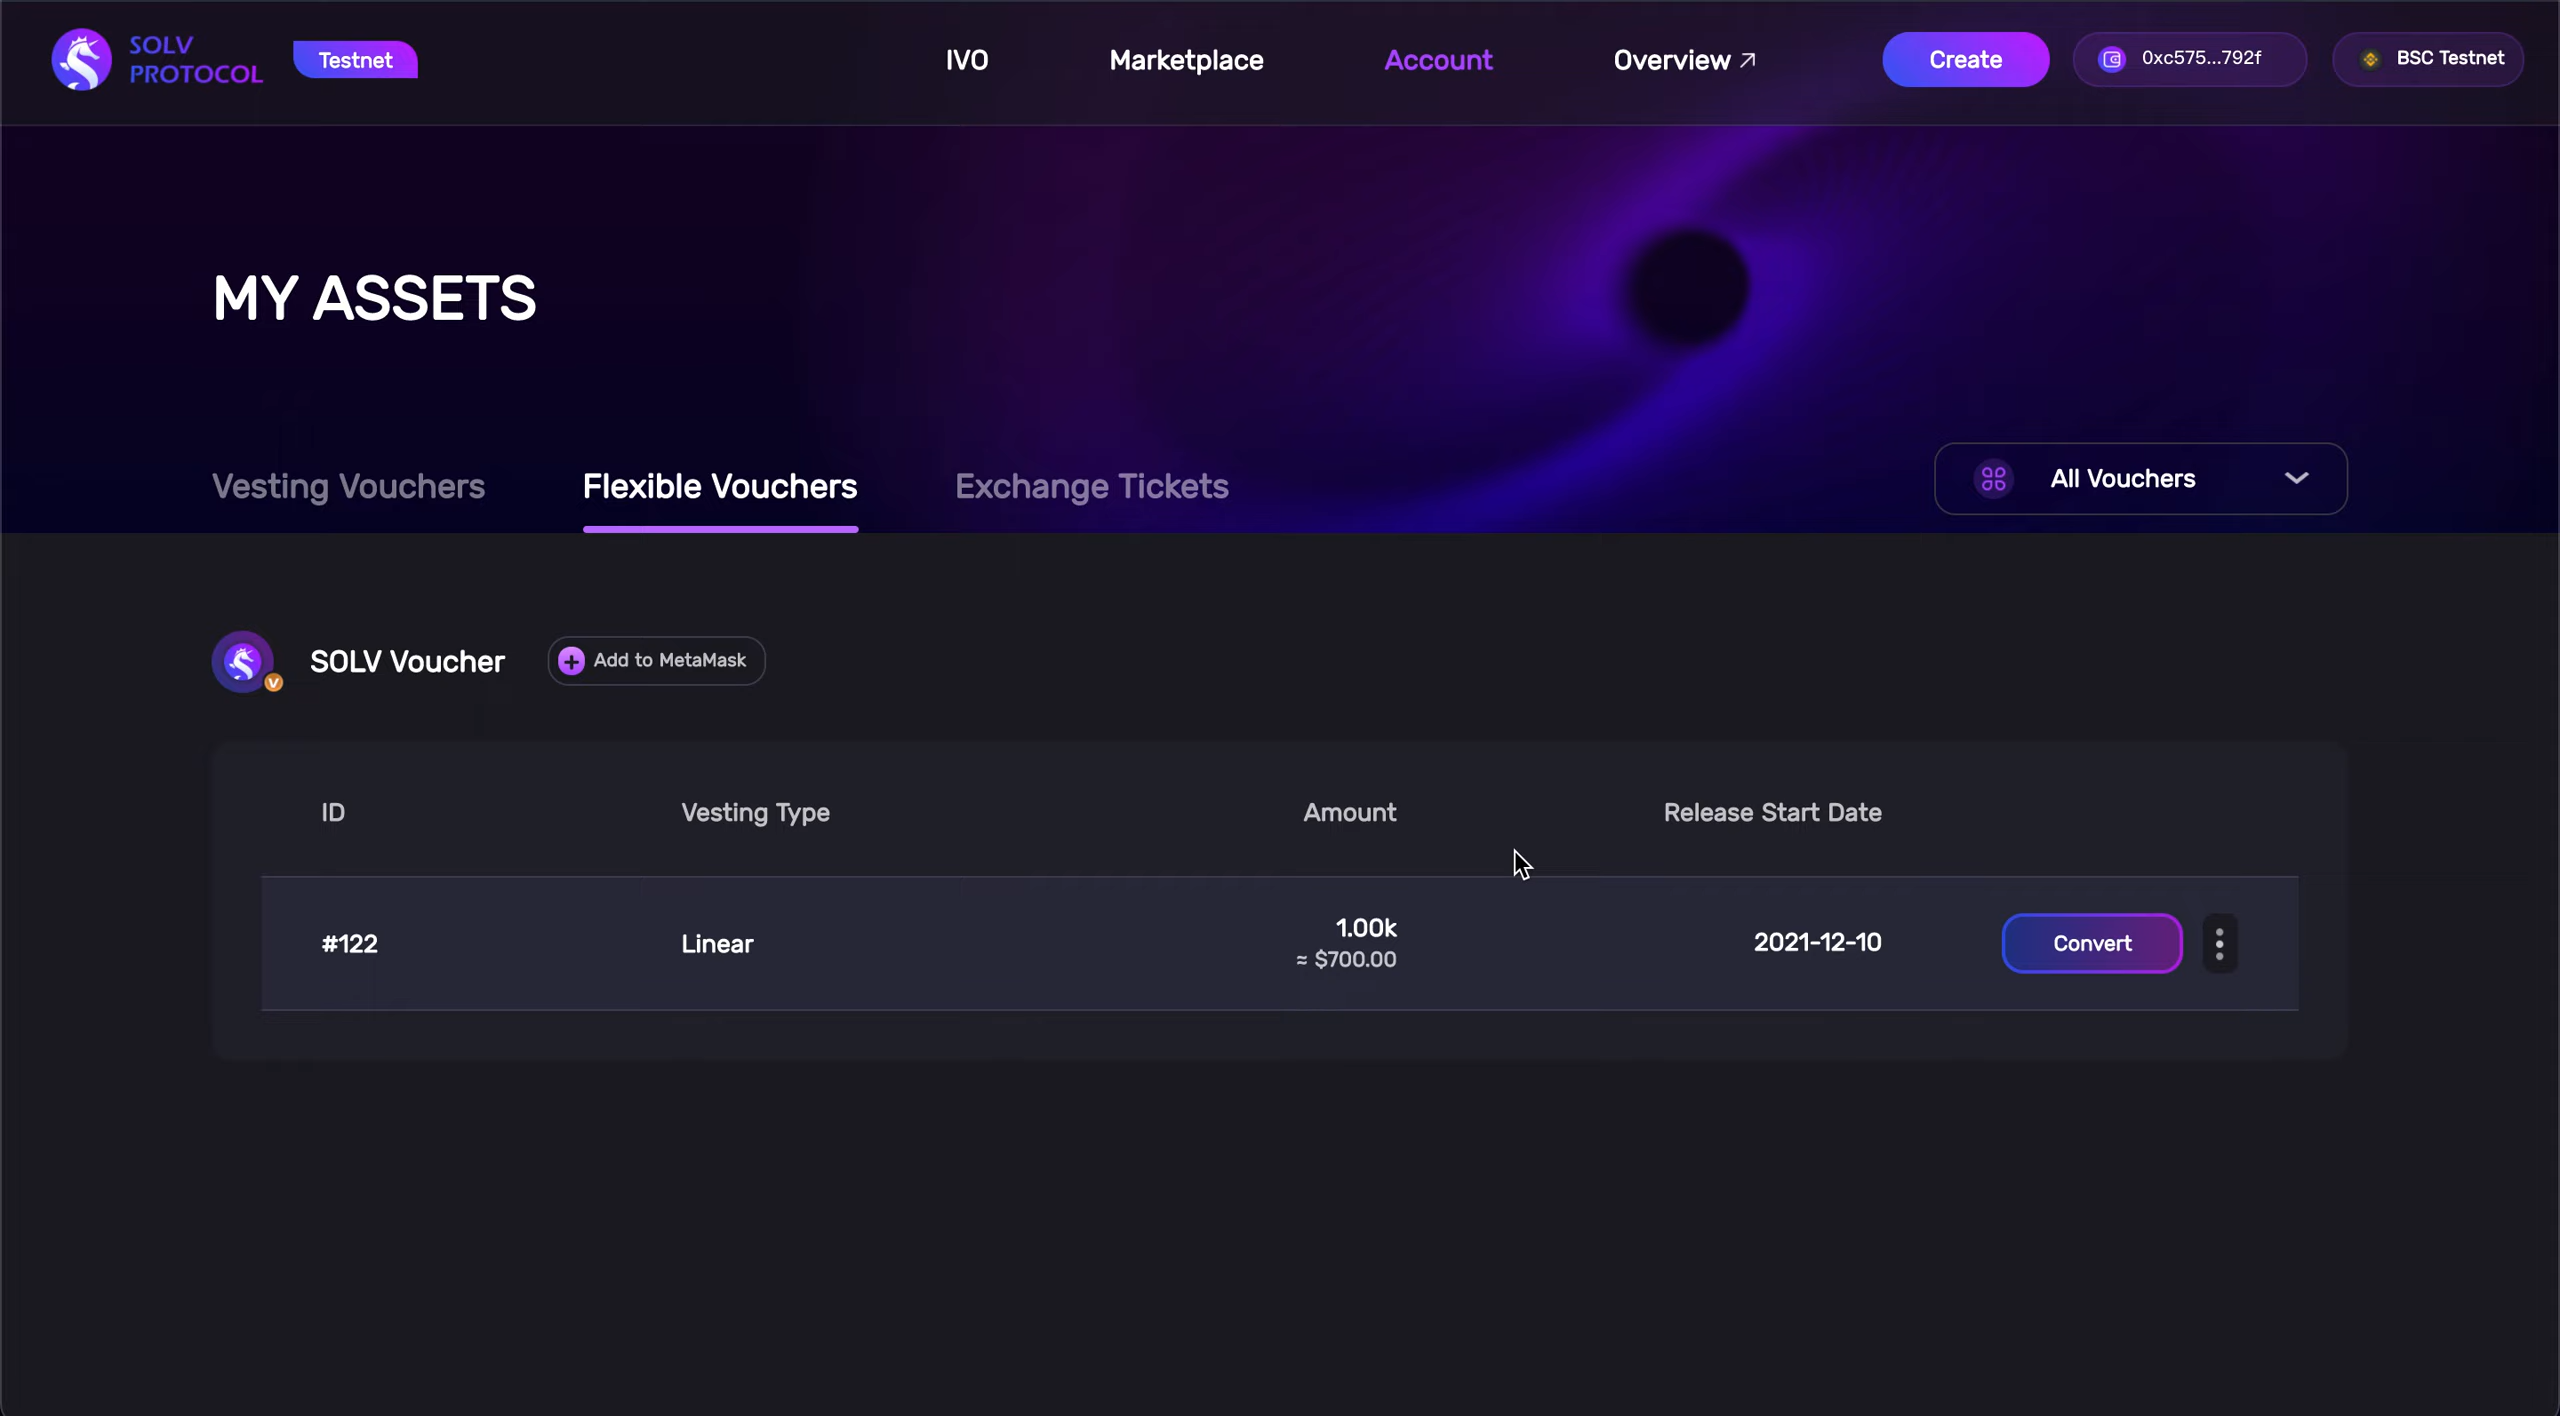 SOLV
PROTOCOL
Testnet
IVO
Marketplace
Account
Overview
Create
0xc575...792f
BSC Testnet
MY ASSETS
Vesting Vouchers
Flexible Vouchers
Exchange Tickets
All Vouchers
V
SOLV Voucher
Add to MetaMask
ID
Vesting Type
Amount
Release Start Date
#122
Linear
1.00k
≈ $700.00
2021-12-10
Convert